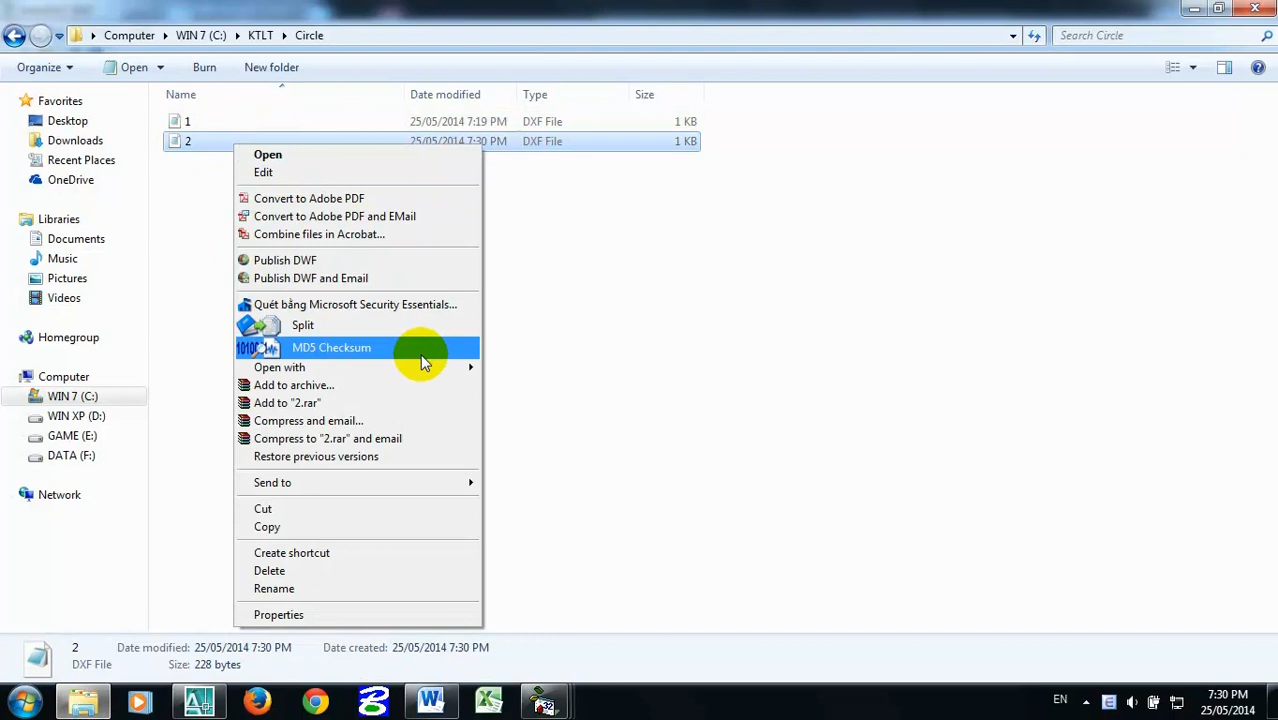 Computer WIN 7 (C:) KTLT Circle Search Circle
Organize Open Burn New folder
Name Date modified Type Size
1 25/05/2014 7:19 PM DXF File 1 KB
2 25/05/2014 7:30 PM DXF File 1 KB
Favorites
Desktop
Downloads
Recent Places
OneDrive
Libraries
Documents
Music
Pictures
Videos
Homegroup
Computer
WIN 7 (C:)
WIN XP (D:)
GAME (E:)
DATA (F:)
Network
Open
Edit
Convert to Adobe PDF
Convert to Adobe PDF and EMail
Combine files in Acrobat...
Publish DWF
Publish DWF and Email
Quét bằng Microsoft Security Essentials...
Split
MD5 Checksum
Open with
Add to archive...
Add to "2.rar"
Compress and email...
Compress to "2.rar" and email
Restore previous versions
Send to
Cut
Copy
Create shortcut
Delete
Rename
Properties
2 Date modified: 25/05/2014 7:30 PM Date created: 25/05/2014 7:30 PM
DXF File Size: 228 bytes
EN 7:30 PM
25/05/2014